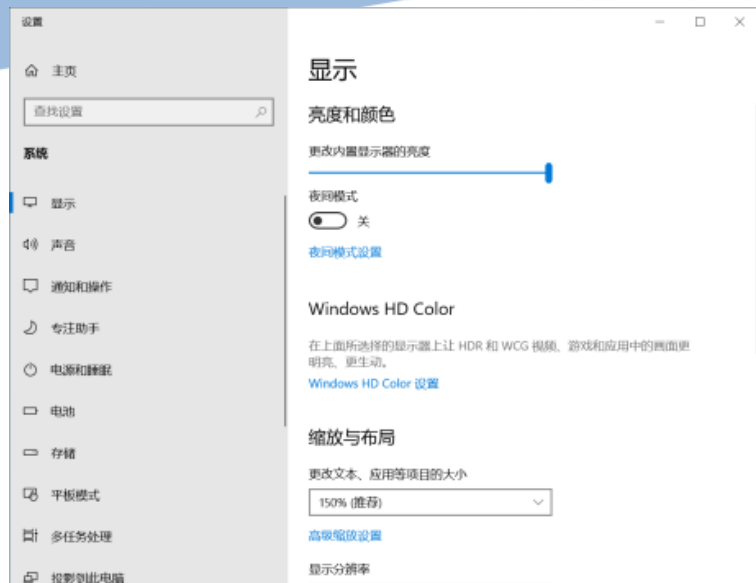 设置
主页
查找设置
系统
显示
声音
通知和操作
专注助手
电源和睡眠
电池
存储
平板模式
多任务处理
投影到此电脑
显示
亮度和颜色
更改内置显示器的亮度
夜间模式
关
夜间模式设置
Windows HD Color
在上面所选择的显示器上让 HDR 和 WCG 视频、游戏和应用中的画面更
明亮、更生动。
Windows HD Color 设置
缩放与布局
更改文本、应用等项目的大小
150% (推荐)
高级缩放设置
显示分辨率